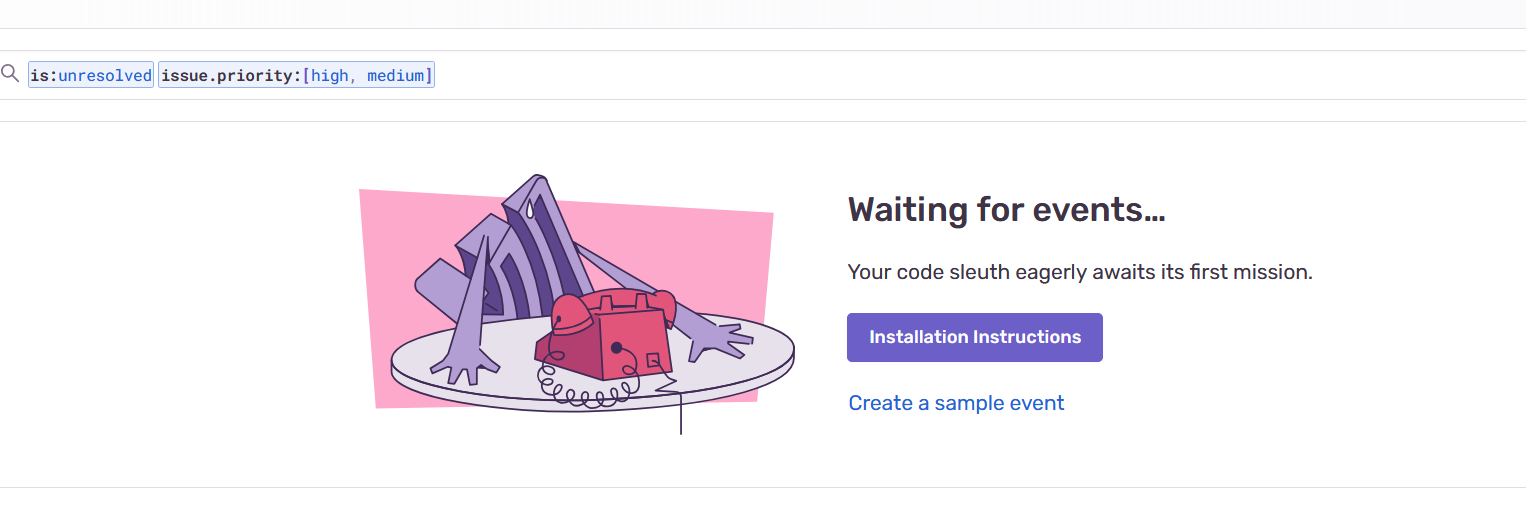 is:unresolved issue.priority:[high, medium]
Waiting for events…
Your code sleuth eagerly awaits its first mission.
Installation Instructions
Create a sample event